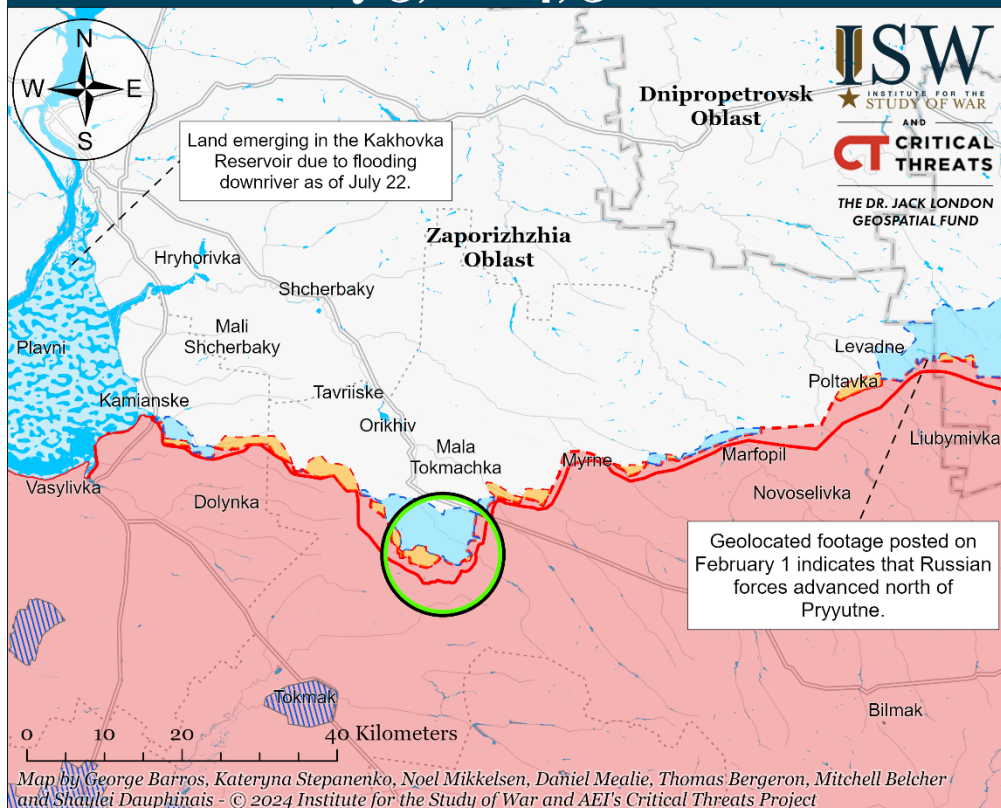 N
W
E
S
ISW
INSTITUTE FOR THE
STUDY OF WAR
AND
CT CRITICAL
THREATS
THE DR. JACK LONDON
GEOSPATIAL FUND
Dnipropetrovsk
Oblast
Land emerging in the Kakhovka
Reservoir due to flooding
downriver as of July 22.
Zaporizhzhia
Oblast
Hryhorivka
Shcherbaky
Mali
Shcherbaky
Plavni
Levadne
Poltavka
Kamianske
Tavriiske
Orikhiv
Mala
Tokmachka
Myrne
Marfopil
Liubymivka
Vasylivka
Dolynka
Novoselivka
Geolocated footage posted on
February 1 indicates that Russian
forces advanced north of
Pryyutne.
Tokmak
Bilmak
0 20 40 Kilometers
Map by George Barros, Kateryna Stepanenko, Noel Mikkelsen, Daniel Mealie, Thomas Bergeron, Mitchell Belcher
and Shaylei Dauphinais - © 2024 Institute for the Study of War and AEI's Critical Threats Project